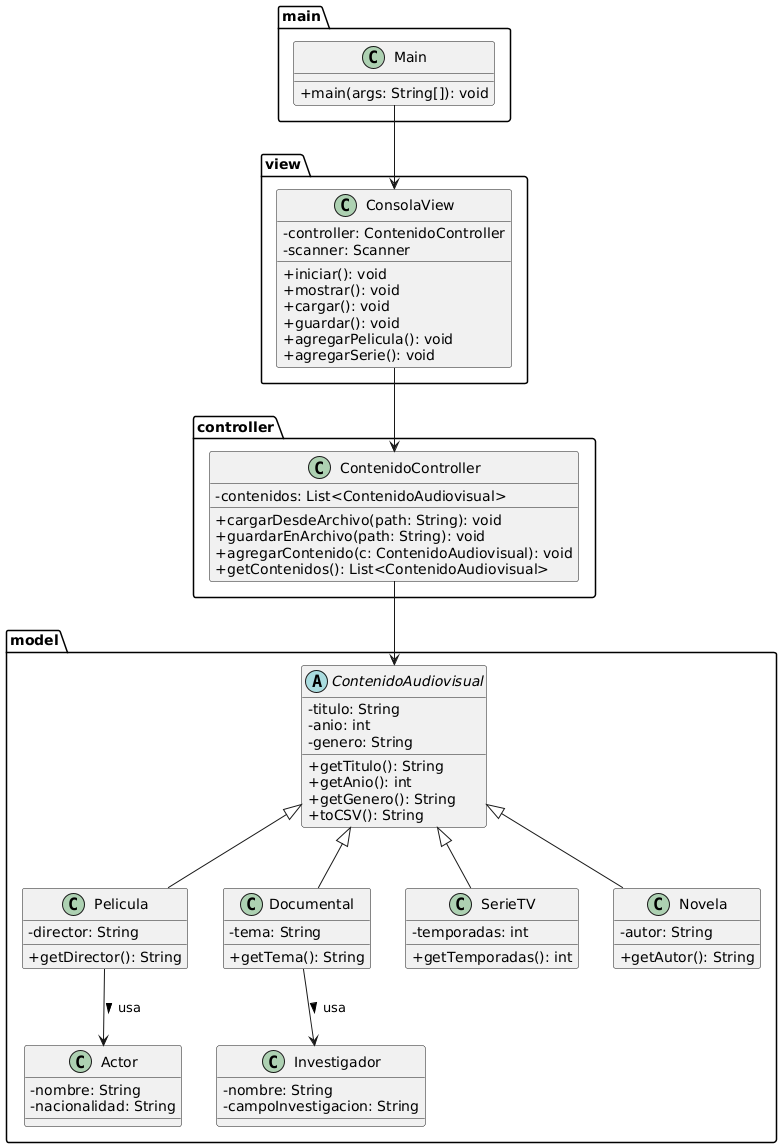 main
C Main
+main(args: String[]): void
view
C ConsolaView
-controller: ContenidoController
-scanner: Scanner
+iniciar(): void
+mostrar(): void
+cargar(): void
+guardar(): void
+agregarPelicula(): void
+agregarSerie(): void
controller
C ContenidoController
-contenidos: List<ContenidoAudiovisual>
+cargarDesdeArchivo(path: String): void
+guardarEnArchivo(path: String): void
+agregarContenido(c: ContenidoAudiovisual): void
+getContenidos(): List<ContenidoAudiovisual>
model
A ContenidoAudiovisual
-titulo: String
-anio: int
-genero: String
+getTitulo(): String
+getAnio(): int
+getGenero(): String
+toCSV(): String
C Pelicula
-director: String
+getDirector(): String
C Documental
-tema: String
+getTema(): String
C SerieTV
-temporadas: int
+getTemporadas(): int
C Novela
-autor: String
+getAutor(): String
usa
usa
C Actor
-nombre: String
-nacionalidad: String
C Investigador
-nombre: String
-campoInvestigacion: String